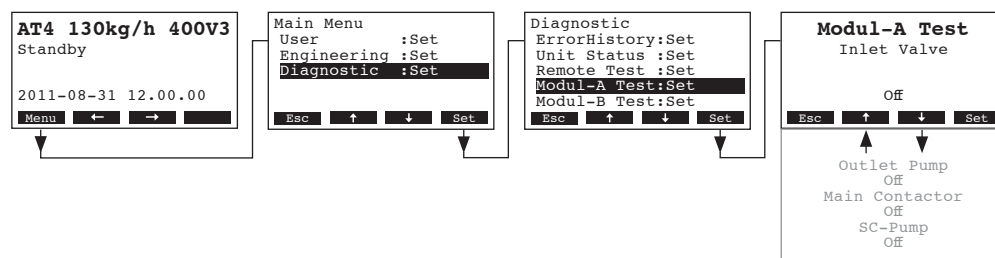 AT4 130kg/h 400V3
Standby
2011-08-31 12.00.00
Menu ← →
Main Menu
User :Set
Engineering :Set
Diagnostic :Set
Esc ↑ ↓ Set
Diagnostic
ErrorHistory:Set
Unit Status :Set
Remote Test :Set
Modul-A Test:Set
Modul-B Test:Set
Esc ↑ ↓ Set
Modul-A Test
Inlet Valve
Off
Esc ↑ ↓ Set
Outlet Pump
Off
Main Contactor
Off
SC-Pump
Off